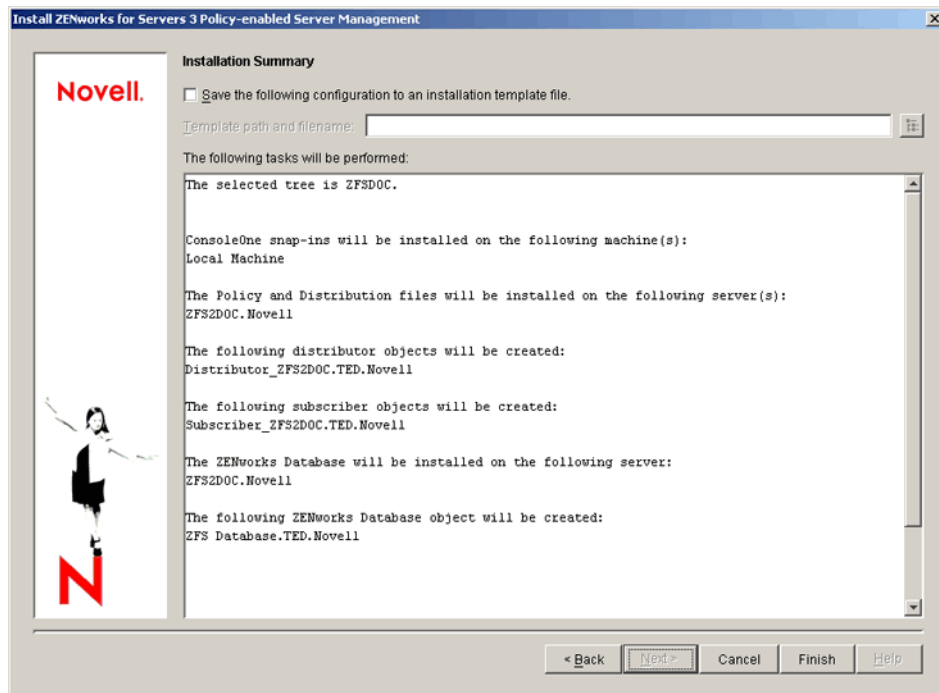 Install ZENworks for Servers 3 Policy-enabled Server Management
Novell.
Installation Summary
Save the following configuration to an installation template file.
Template path and filename:
The following tasks will be performed:
The selected tree is ZFSDOC.
ConsoleOne snap-ins will be installed on the following machine(s):
Local Machine
The Policy and Distribution files will be installed on the following server(s):
ZFS2DOC.Novell
The following distributor objects will be created:
Distributor_ZFS2DOC.TED.Novell
The following subscriber objects will be created:
Subscriber_ZFS2DOC.TED.Novell
The ZENworks Database will be installed on the following server:
ZFS2DOC.Novell
The following ZENworks Database object will be created:
ZFS Database.TED.Novell
N
< Back Next > Cancel Finish Help